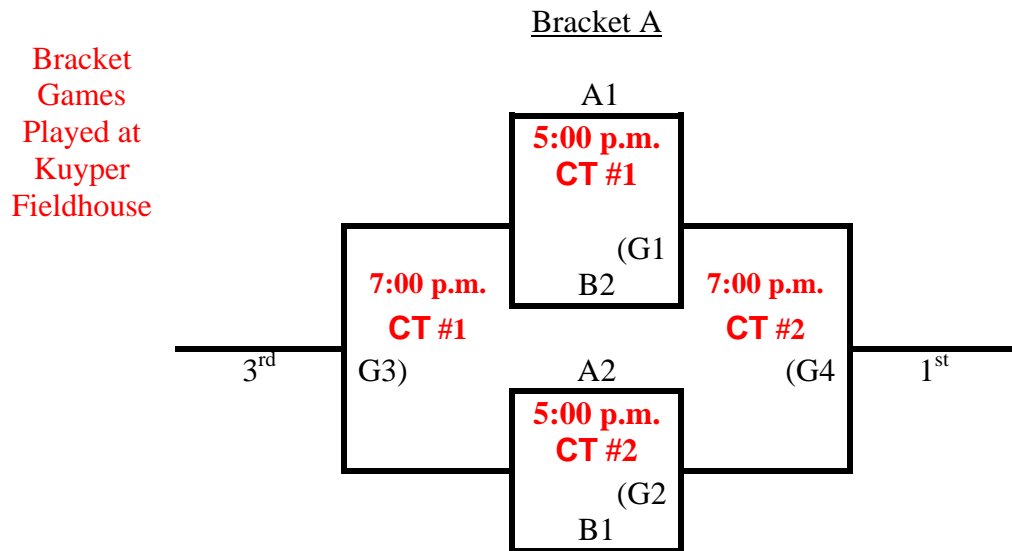 Bracket A
Bracket
Games
Played at
Kuyper
Fieldhouse
A1
5:00 p.m.
CT #1
(G1
B2
7:00 p.m.
CT #1
7:00 p.m.
CT #2
3rd
G3)
A2
(G4
1st
5:00 p.m.
CT #2
(G2
B1